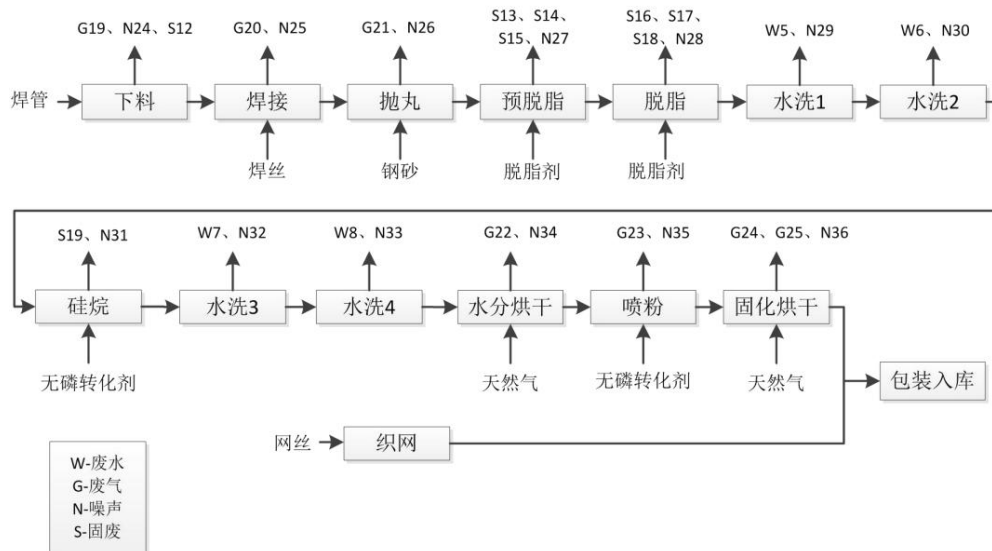 G19、N24、S12
G20、N25
G21、N26
S13、S14、
S15、N27
S16、S17、
S18、N28
W5、N29
W6、N30
焊管
下料
焊接
抛丸
预脱脂
脱脂
水洗1
水洗2
焊丝
钢砂
脱脂剂
脱脂剂
S19、N31
W7、N32
W8、N33
G22、N34
G23、N35
G24、G25、N36
硅烷
水洗3
水洗4
水分烘干
喷粉
固化烘干
无磷转化剂
天然气
无磷转化剂
天然气
包装入库
网丝
织网
W-废水
G-废气
N-噪声
S-固废